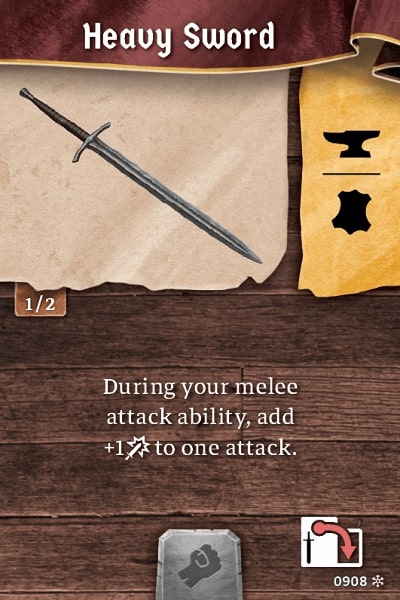 Heavy Sword
1/2
During your melee
attack ability, add
+1 to one attack.
0908